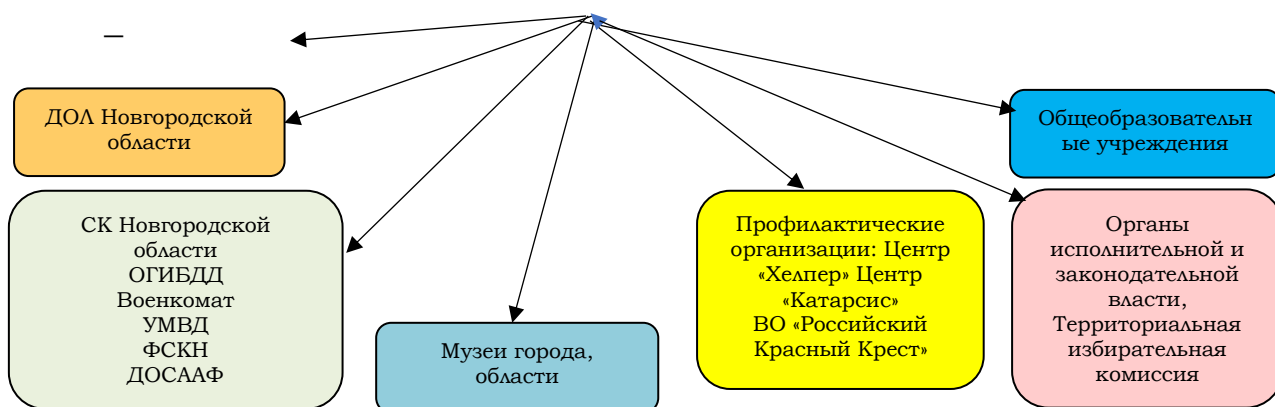 –
ДОЛ Новгородской
области
Общеобразовательн
ые учреждения
СК Новгородской
области
ОГИБДД
Военкомат
УМВД
ФСКН
ДОСААФ
Музеи города,
области
Профилактические
организации: Центр
«Хелпер» Центр
«Катарсис»
ВО «Российский
Красный Крест»
Органы
исполнительной и
законодательной
власти,
Территориальная
избирательная
комиссия